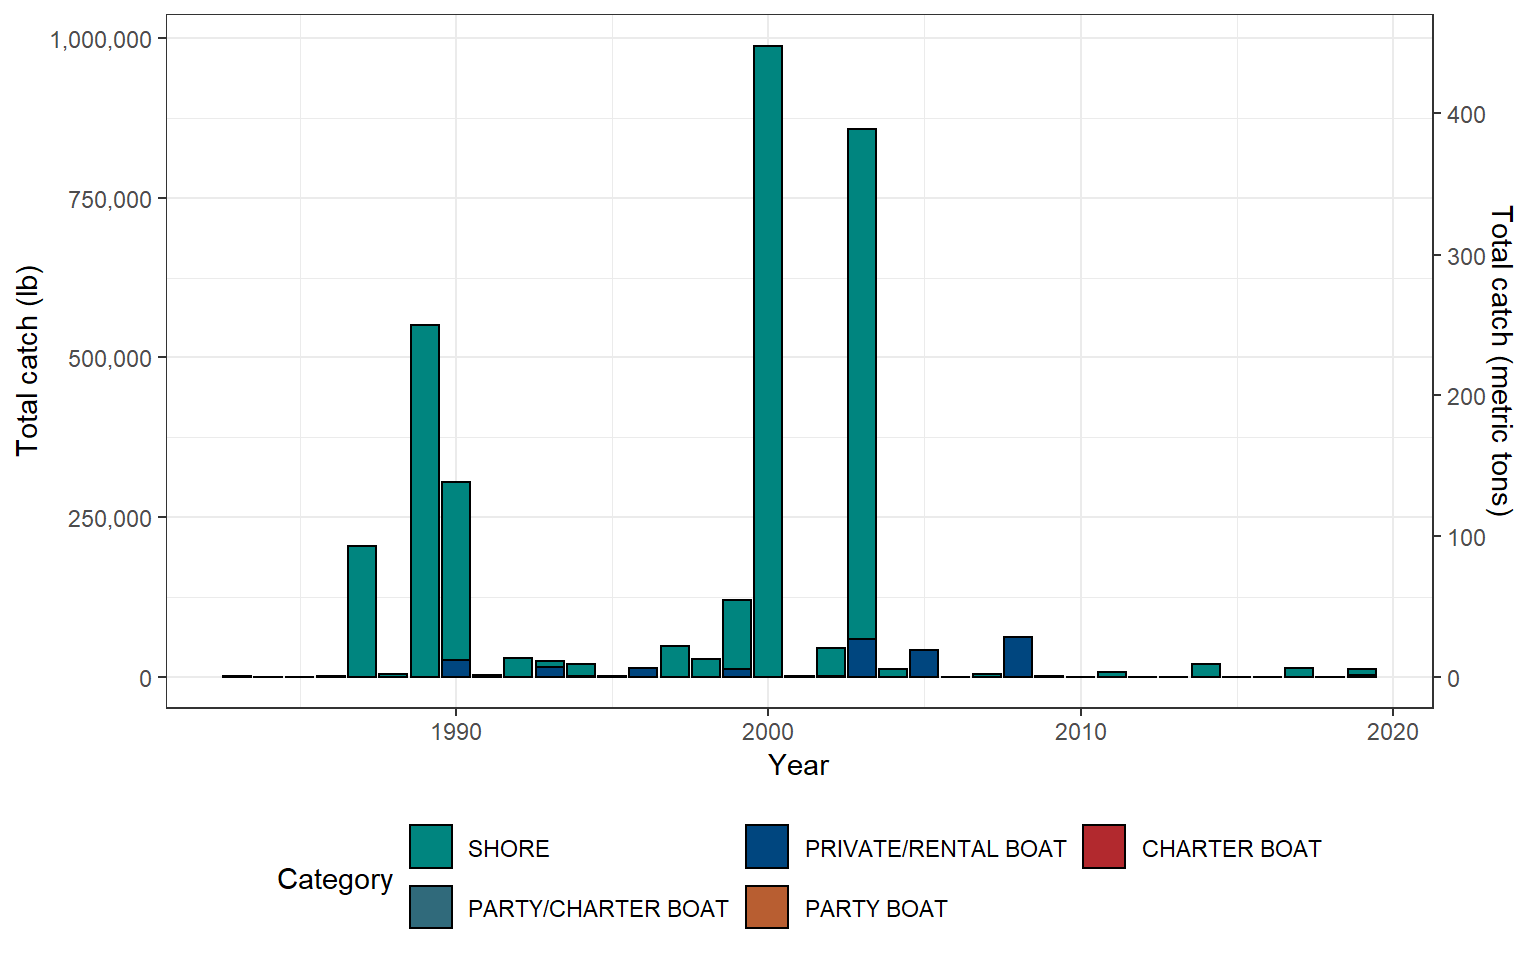 1,000,000
750,000
500,000
250,000
0
Total catch (lb)
400
300
200
100
0
Total catch (metric tons)
1990
2000
2010
2020
Year
Category
SHORE
PRIVATE/RENTAL BOAT
CHARTER BOAT
PARTY/CHARTER BOAT
PARTY BOAT